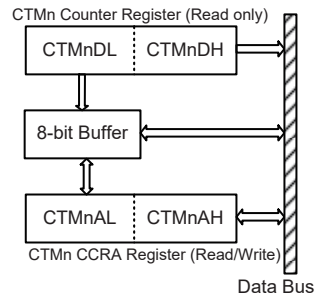 CTMn Counter Register (Read only)
CTMnDL CTMnDH
8-bit Buffer
CTMnAL CTMnAH
CTMn CCRA Register (Read/Write)
Data Bus